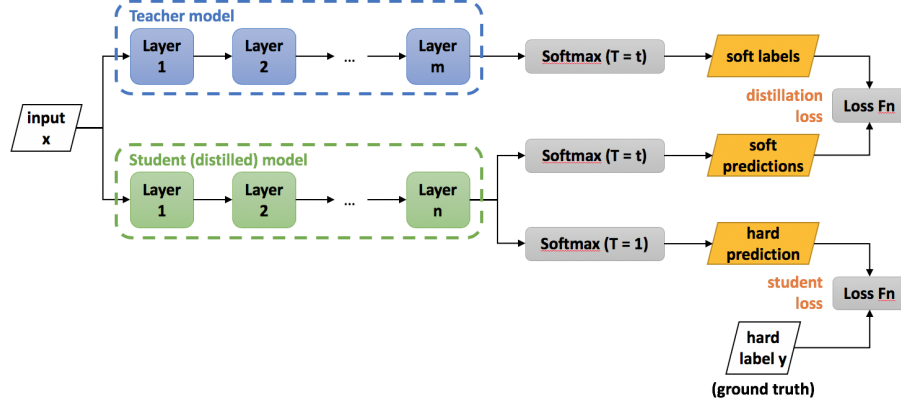 Teacher model
Layer
1
Layer
2
...
Layer
m
Softmax (T = t)
soft labels
input
x
distillation
loss
Loss Fn
Student (distilled) model
Layer
1
Layer
2
...
Layer
n
Softmax (T = t)
soft
predictions
Softmax (T = 1)
hard
prediction
student
loss
Loss Fn
hard
label y
(ground truth)